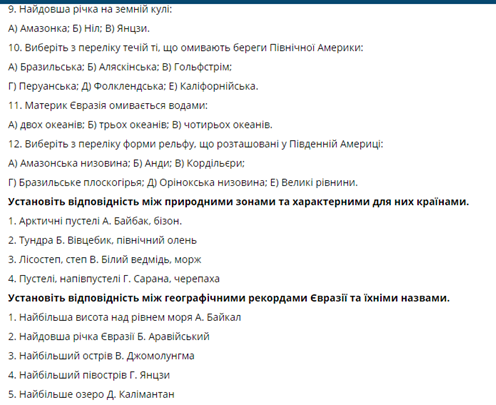 9. Найдовша річка на земній кулі:
А) Амазонка; Б) Ніл; В) Янцзи.
10. Виберіть з переліку течій ті, що омивають береги Північної Америки:
А) Бразильська; Б) Аляскінська; В) Гольфстрім;
Г) Перуанська; Д) Фолклендська; Е) Каліфорнійська.
11. Материк Євразія омивається водами:
А) двох океанів; Б) трьох океанів; В) чотирьох океанів.
12. Виберіть з переліку форми рельфу, що розташовані у Південній Америці:
А) Амазонська низовина; Б) Анди; В) Кордільєри;
Г) Бразильське плоскогірья; Д) Орінокська низовина; Е) Великі рівнини.
Установіть відповідність між природними зонами та характерними для них країнами.
1. Арктичні пустелі А. Байбак, бізон.
2. Тундра Б. Вівцебик, північний олень
3. Лісостеп, степ В. Білий ведмідь, морж
4. Пустелі, напівпустелі Г. Сарана, черепаха
Установіть відповідність між географічними рекордами Євразії та їхніми назвами.
1. Найбільша висота над рівнем моря А. Байкал
2. Найдовша річка Євразії Б. Аравійський
3. Найбільший острів В. Джомолунгма
4. Найбільший півострів Г. Янцзи
5. Найбільше озеро Д. Калімантан